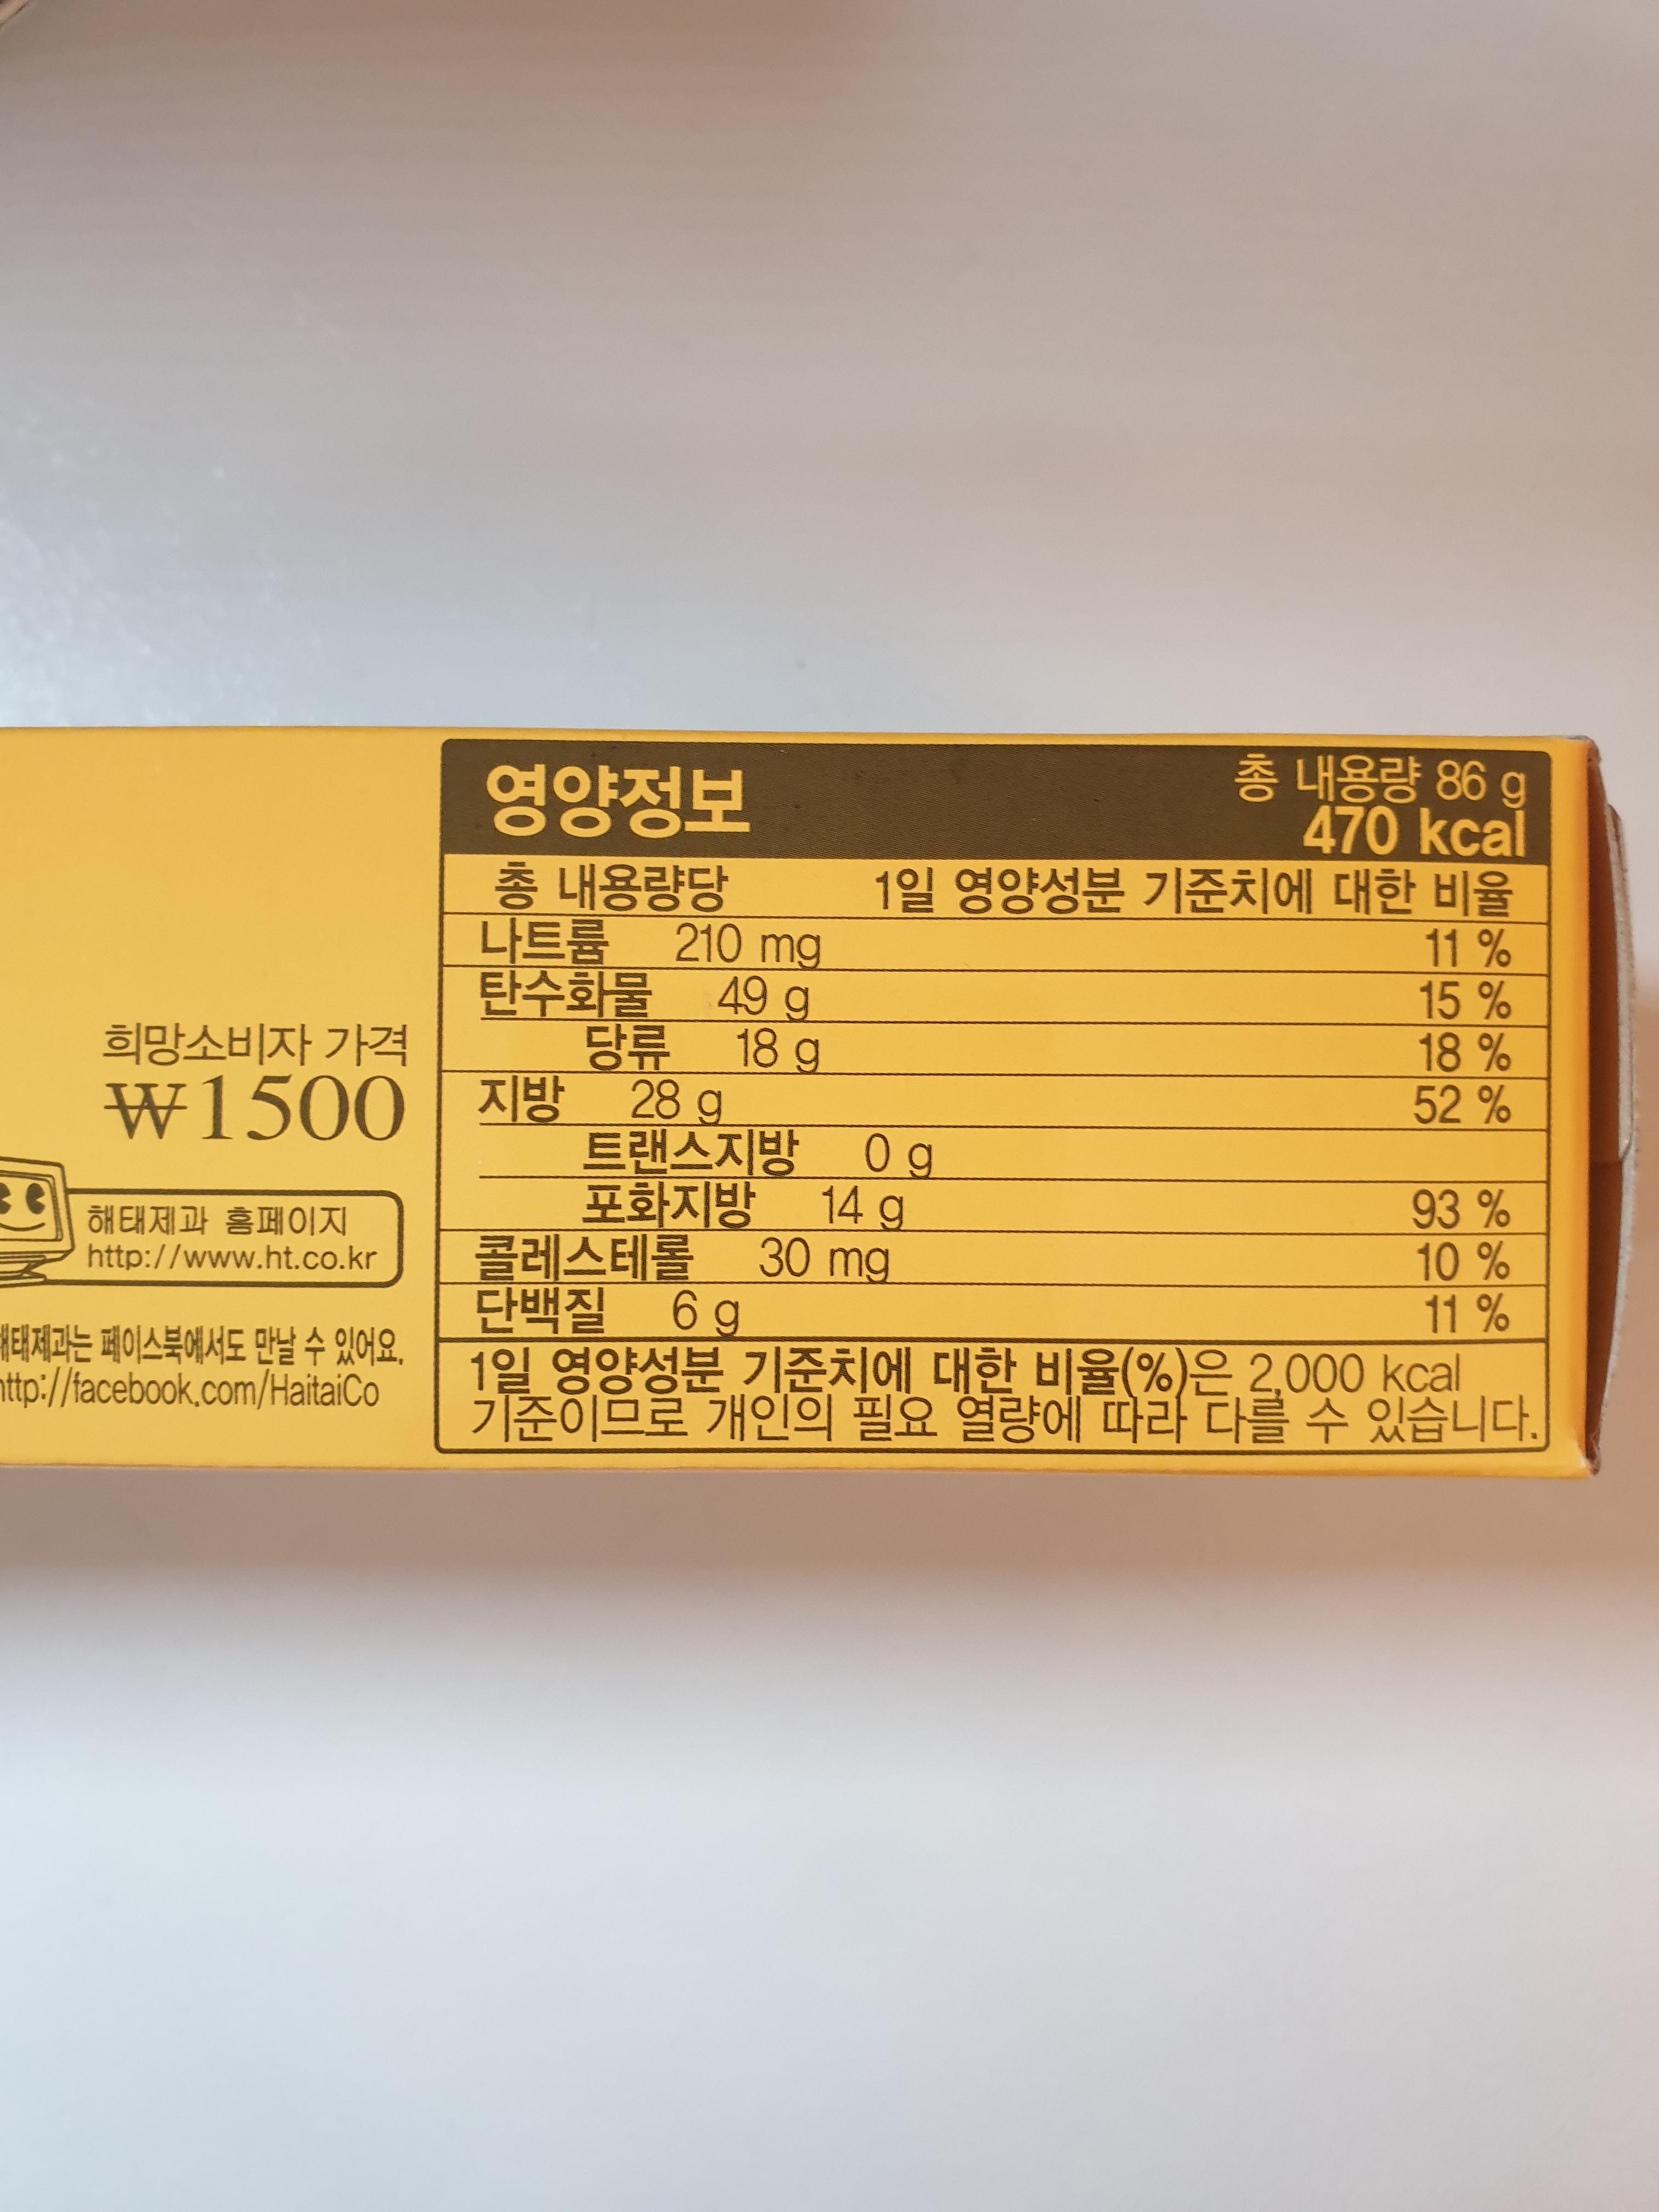 희망소비자 가격
₩1500
해태제과 홈페이지
http://www.ht.co.kr
해태제과는 페이스북에서도 만날 수 있어요.
http://facebook.com/HaitaiCo
영양정보
총 내용량 86 g
470 kcal
총 내용량당 1일 영양성분 기준치에 대한 비율
나트륨 210 mg 11 %
탄수화물 49 g 15 %
당류 18 g 18 %
지방 28 g 52 %
트랜스지방 0 g
포화지방 14 g 93 %
콜레스테롤 30 mg 10 %
단백질 6 g 11 %
1일 영양성분 기준치에 대한 비율(%)은 2,000 kcal
기준이므로 개인의 필요 열량에 따라 다를 수 있습니다.